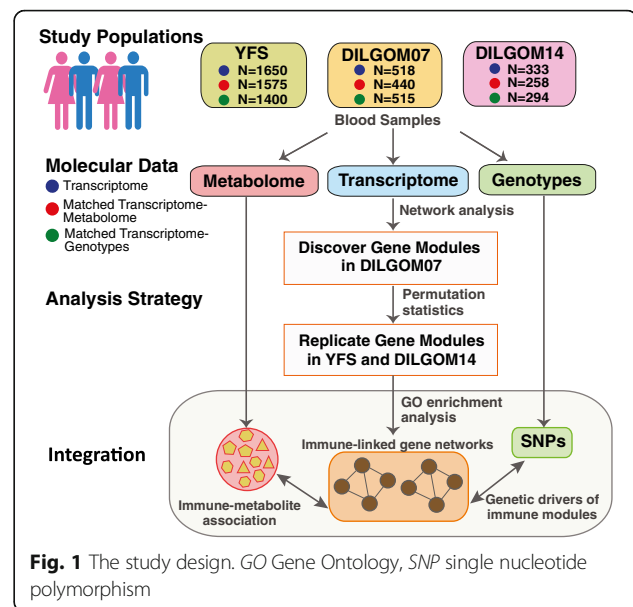 Study Populations
YFS
N=1650
N=1575
N=1400
DILGOM07
N=518
N=440
N=515
DILGOM14
N=333
N=258
N=294
Blood Samples
Molecular Data
Transcriptome
Matched Transcriptome-
Metabolome
Matched Transcriptome-
Genotypes
Metabolome
Transcriptome
Genotypes
Network analysis
Discover Gene Modules
in DILGOM07
Analysis Strategy
Permutation
statistics
Replicate Gene Modules
in YFS and DILGOM14
GO enrichment
analysis
Integration
Immune-linked gene networks
SNPs
Immune-metabolite
association
Genetic drivers of
immune modules
Fig. 1 The study design. GO Gene Ontology, SNP single nucleotide
polymorphism